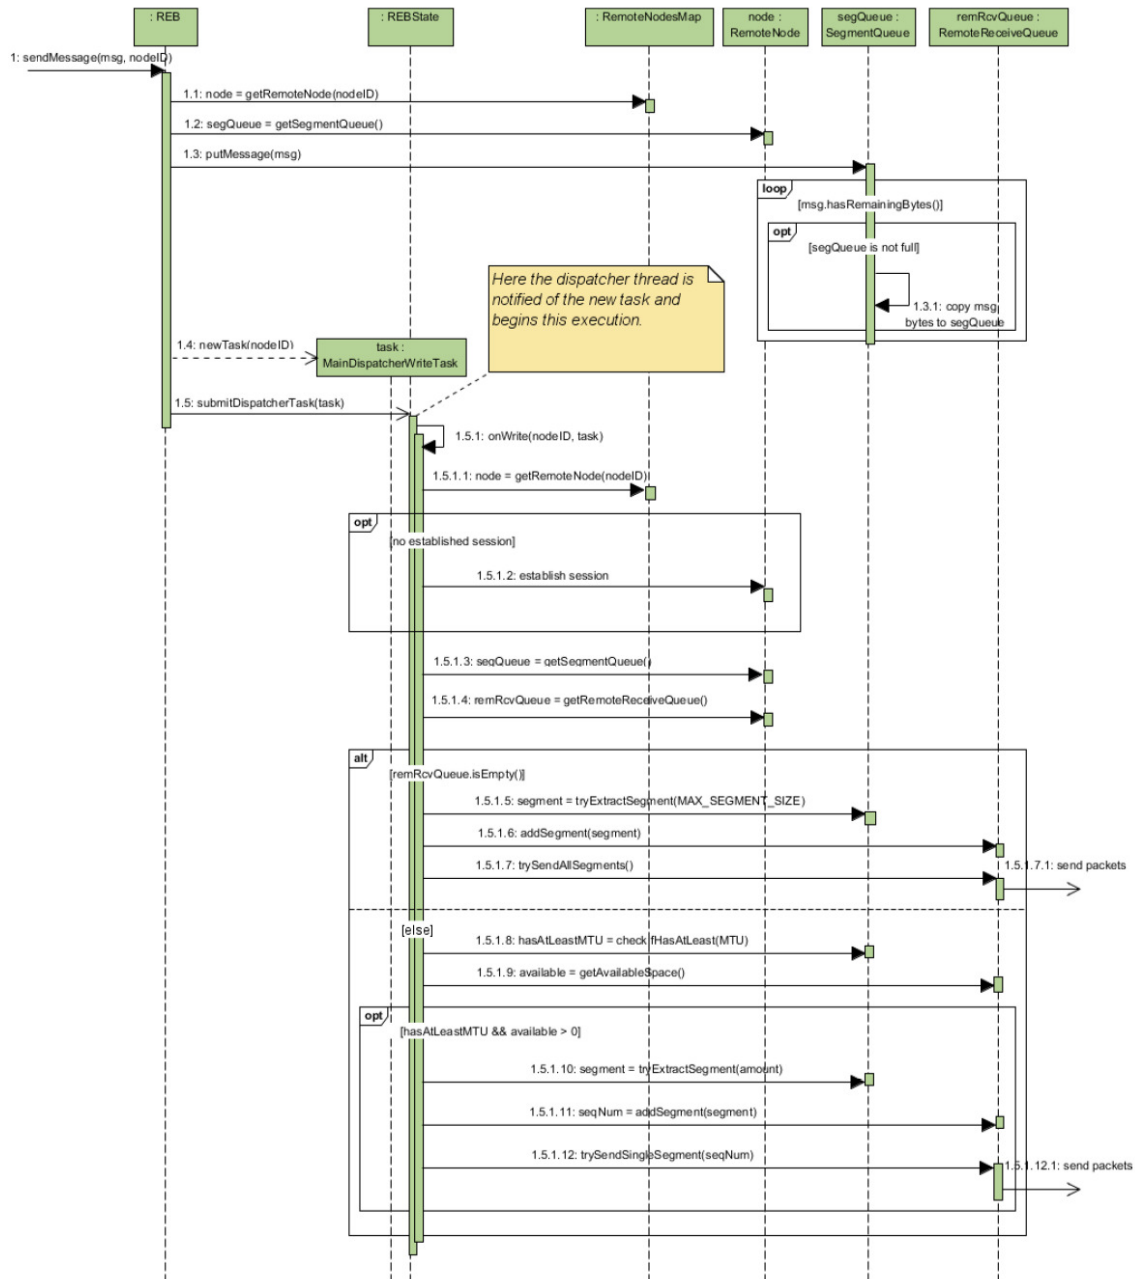 : REB
: REBState
: RemoteNodesMap
node :
RemoteNode
segQueue :
SegmentQueue
remRcvQueue :
RemoteReceiveQueue
1: sendMessage(msg, nodeID)
1.1: node = getRemoteNode(nodeID)
1.2: segQueue = getSegmentQueue()
1.3: putMessage(msg)
loop
[msg.hasRemainingBytes()]
opt
[segQueue is not full]
1.3.1: copy msg
bytes to segQueue
Here the dispatcher thread is
notified of the new task and
begins this execution.
1.4: newTask(nodeID)
task :
MainDispatcherWriteTask
1.5: submitDispatcherTask(task)
1.5.1: onWrite(nodeID, task)
1.5.1.1: node = getRemoteNode(nodeID)
opt
[no established session]
1.5.1.2: establish session
1.5.1.3: segQueue = getSegmentQueue()
1.5.1.4: remRcvQueue = getRemoteReceiveQueue()
alt
[remRcvQueue.isEmpty()]
1.5.1.5: segment = tryExtractSegment(MAX_SEGMENT_SIZE)
1.5.1.6: addSegment(segment)
1.5.1.7: trySendAllSegments()
1.5.1.7.1: send packets
[else]
1.5.1.8: hasAtLeastMTU = checkIfHasAtLeast(MTU)
1.5.1.9: available = getAvailableSpace()
opt
[hasAtLeastMTU && available > 0]
1.5.1.10: segment = tryExtractSegment(amount)
1.5.1.11: seqNum = addSegment(segment)
1.5.1.12: trySendSingleSegment(seqNum)
1.5.1.12.1: send packets